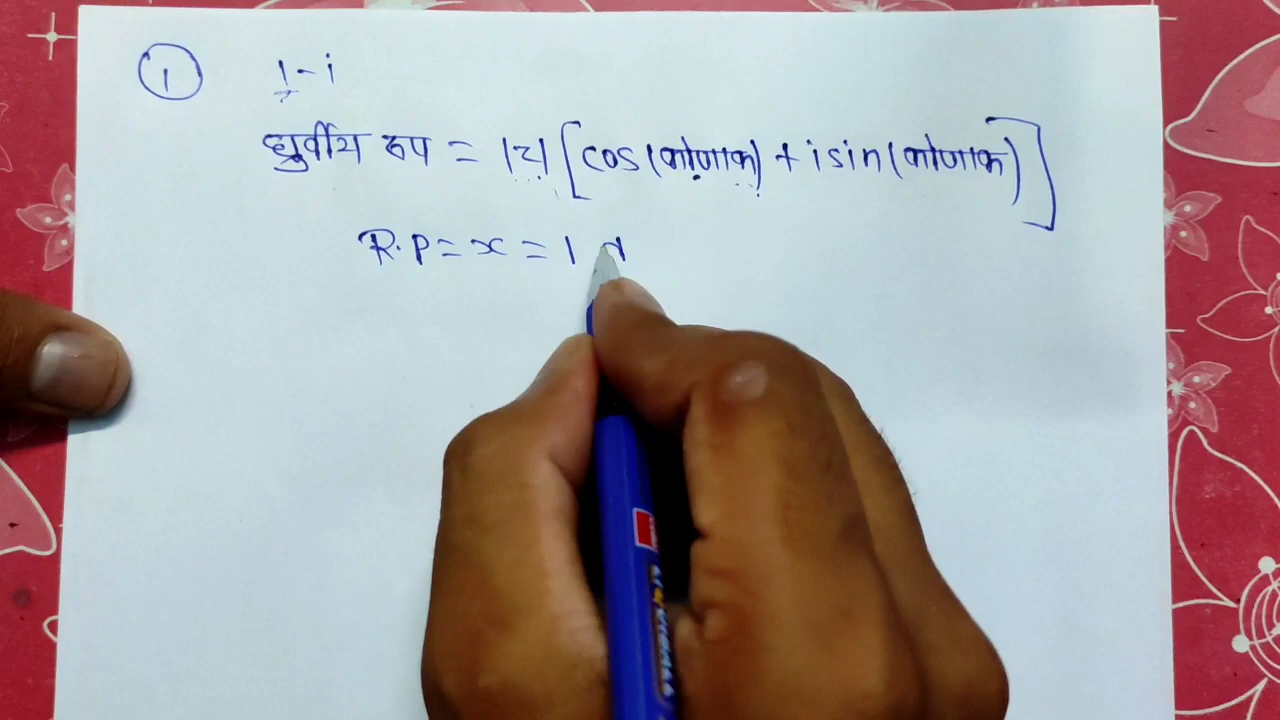 1 1-i
ध्रुवीय रूप = |z| [cos(कोणांक) + i sin(कोणांक)]
R.P = x = 1